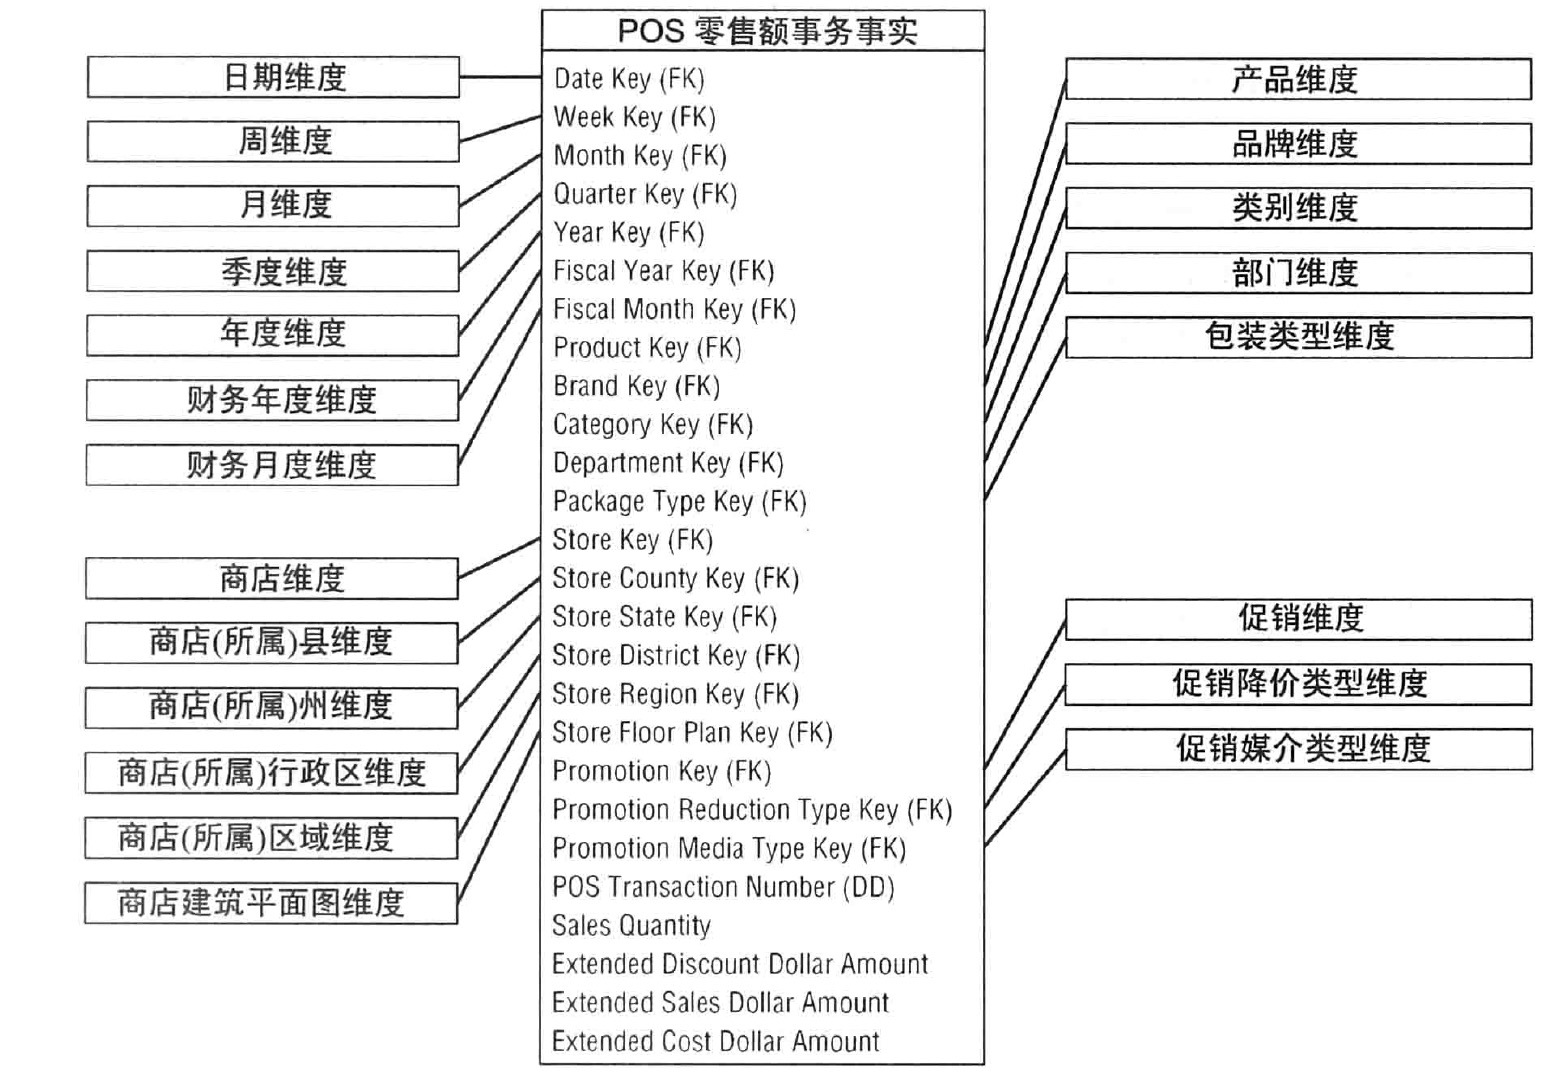 POS 零售额事务事实
日期维度
周维度
月维度
季度维度
年度维度
财务年度维度
财务月度维度
商店维度
商店(所属)县维度
商店(所属)州维度
商店(所属)行政区维度
商店(所属)区域维度
商店建筑平面图维度
Date Key (FK)
Week Key (FK)
Month Key (FK)
Quarter Key (FK)
Year Key (FK)
Fiscal Year Key (FK)
Fiscal Month Key (FK)
Product Key (FK)
Brand Key (FK)
Category Key (FK)
Department Key (FK)
Package Type Key (FK)
Store Key (FK)
Store County Key (FK)
Store State Key (FK)
Store District Key (FK)
Store Region Key (FK)
Store Floor Plan Key (FK)
Promotion Key (FK)
Promotion Reduction Type Key (FK)
Promotion Media Type Key (FK)
POS Transaction Number (DD)
Sales Quantity
Extended Discount Dollar Amount
Extended Sales Dollar Amount
Extended Cost Dollar Amount
产品维度
品牌维度
类别维度
部门维度
包装类型维度
促销维度
促销降价类型维度
促销媒介类型维度